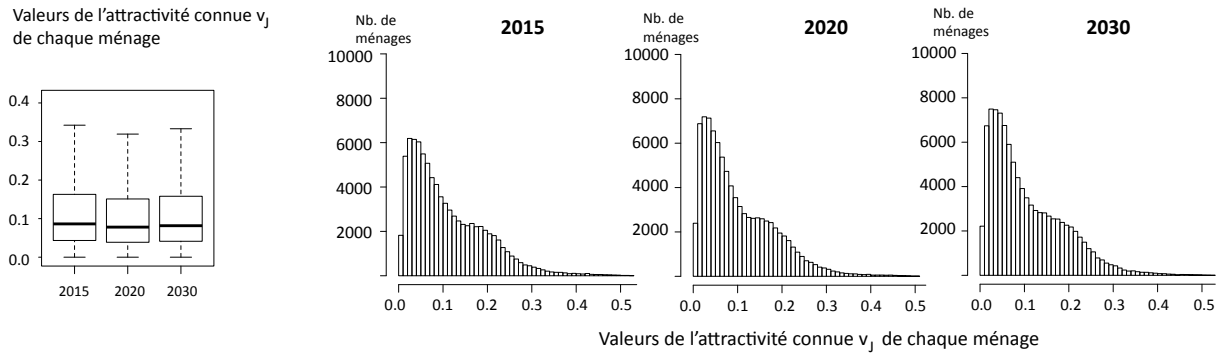 Valeurs de l’attractivité connue vJ
de chaque ménage
0.4
0.3
0.2
0.1
0.0
2015 2020 2030
Nb. de
ménages
2015
10000
8000
6000
4000
2000
0.0 0.1 0.2 0.3 0.4 0.5
Nb. de
ménages
2020
10000
8000
6000
4000
2000
0.0 0.1 0.2 0.3 0.4 0.5
Nb. de
ménages
2030
10000
8000
6000
4000
2000
0.0 0.1 0.2 0.3 0.4 0.5
Valeurs de l’attractivité connue vJ de chaque ménage